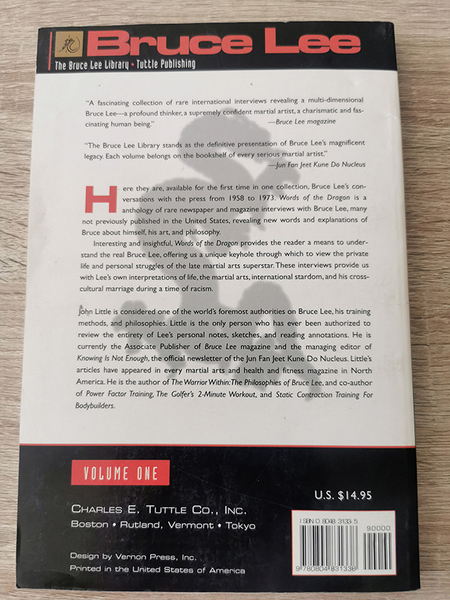 Bruce Lee
The Bruce Lee Library • Tuttle Publishing
"A fascinating collection of rare international interviews revealing a multi-dimensional
Bruce Lee—a profound thinker, a supremely confident martial artist, a charismatic and fas-
cinating human being."
—Bruce Lee magazine
"The Bruce Lee Library stands as the definitive presentation of Bruce Lee's magnificent
legacy. Each volume belongs on the bookshelf of every serious martial artist."
—Jun Fan Jeet Kune Do Nucleus
Here they are, available for the first time in one collection, Bruce Lee's con-
versations with the press from 1958 to 1973. Words of the Dragon is a
anthology of rare newspaper and magazine interviews with Bruce Lee, many
not previously published in the United States, revealing new words and explanations of
Bruce about himself, his art, and philosophy.
Interesting and insightful, Words of the Dragon provides the reader a means to under-
stand the real Bruce Lee, offering us a unique keyhole through which to view the private
life and personal struggles of the late martial arts superstar. These interviews provide us
with Lee's own interpretations of life, the martial arts, international stardom, and his cross-
cultural marriage during a time of racism.
John Little is considered one of the world's foremost authorities on Bruce Lee, his training
methods, and philosophies. Little is the only person who has ever been authorized to
review the entirety of Lee's personal notes, sketches, and reading annotations. He is
currently the Associate Publisher of Bruce Lee magazine and the managing editor of
Knowing Is Not Enough, the official newsletter of the Jun Fan Jeet Kune Do Nucleus. Little's
articles have appeared in every martial arts and health and fitness magazine in North
America. He is the author of The Warrior Within: The Philosophies of Bruce Lee, and co-author
of Power Factor Training, The Golfer's 2-Minute Workout, and Static Contraction Training For
Bodybuilders.
VOLUME ONE
U.S. $14.95
CHARLES E. TUTTLE CO., INC.
Boston • Rutland, Vermont • Tokyo
Design by Vernon Press, Inc.
Printed in the United States of America
ISBN 0 8048 3133 5
90000
9 780804 831338